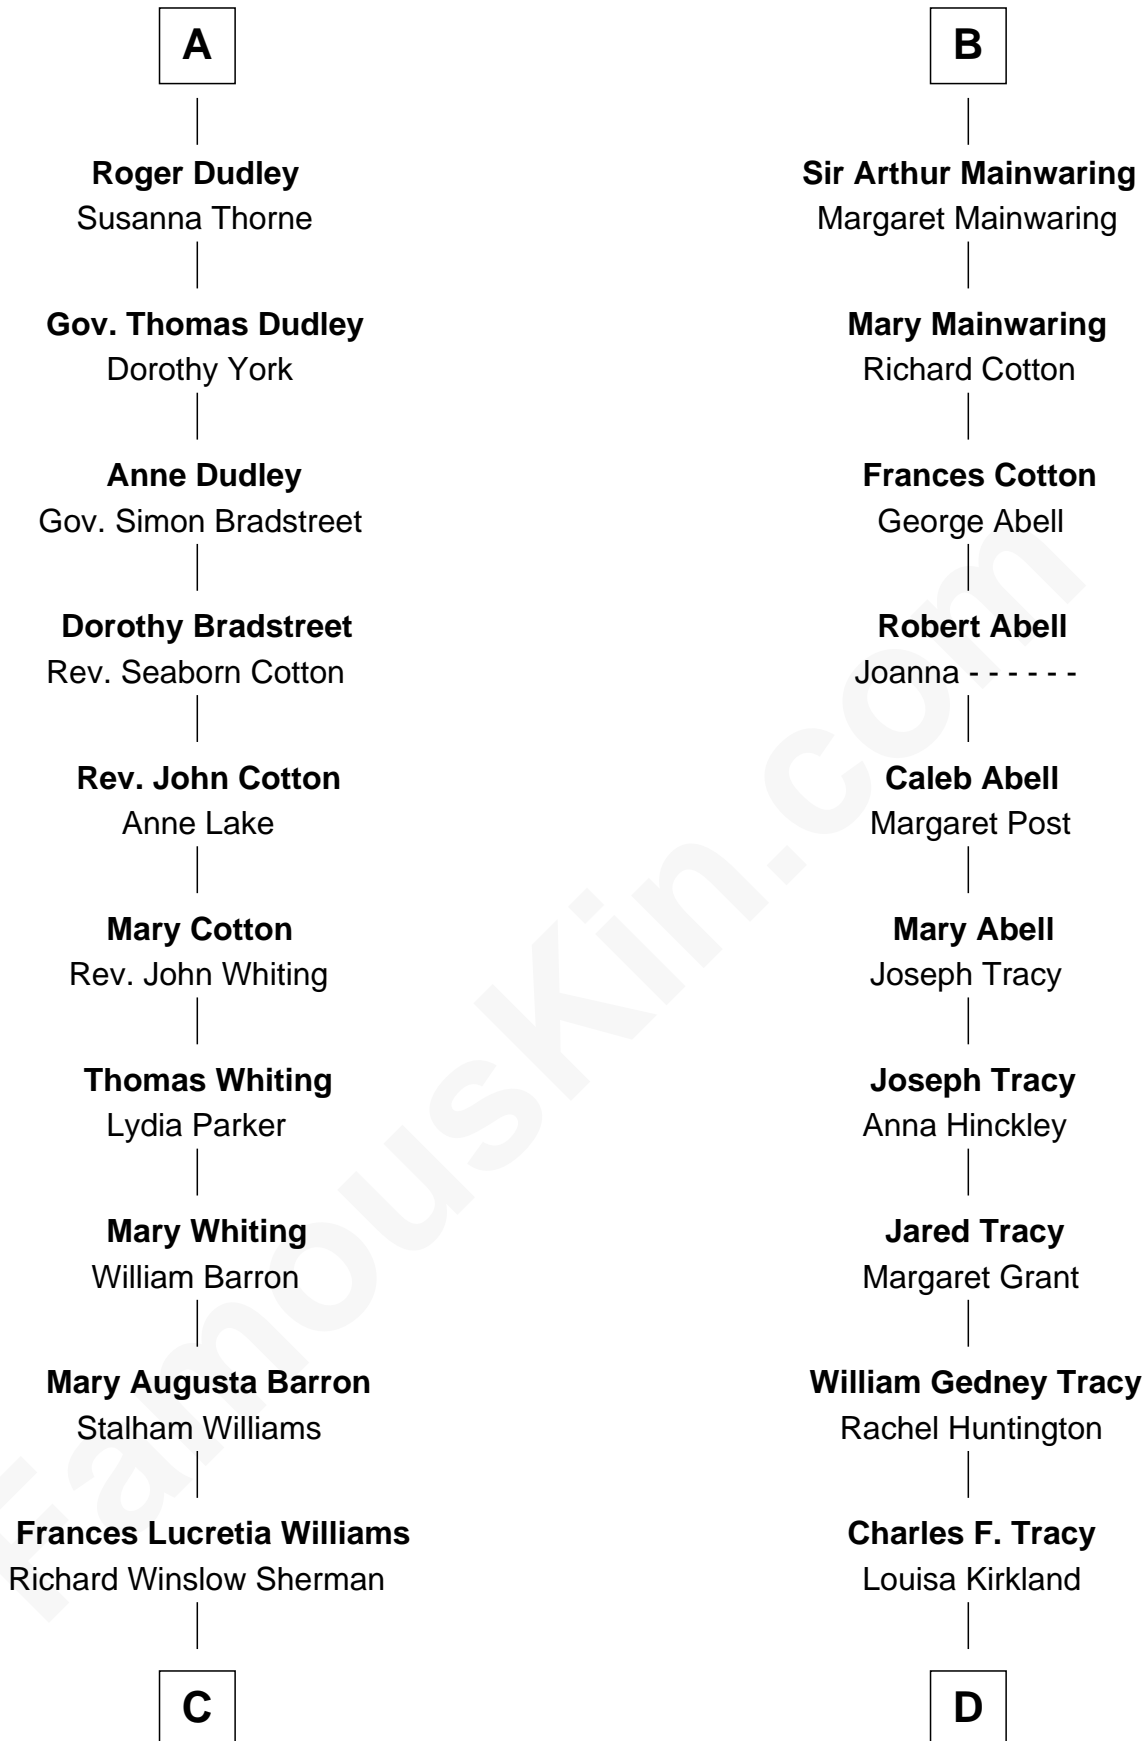 A
Roger Dudley
Susanna Thorne
Gov. Thomas Dudley
Dorothy York
Anne Dudley
Gov. Simon Bradstreet
Dorothy Bradstreet
Rev. Seaborn Cotton
Rev. John Cotton
Anne Lake
Mary Cotton
Rev. John Whiting
Thomas Whiting
Lydia Parker
Mary Whiting
William Barron
Mary Augusta Barron
Stalham Williams
Frances Lucretia Williams
Richard Winslow Sherman
C
B
Sir Arthur Mainwaring
Margaret Mainwaring
Mary Mainwaring
Richard Cotton
Frances Cotton
George Abell
Robert Abell
Joanna - - - - - -
Caleb Abell
Margaret Post
Mary Abell
Joseph Tracy
Joseph Tracy
Anna Hinckley
Jared Tracy
Margaret Grant
William Gedney Tracy
Rachel Huntington
Charles F. Tracy
Louisa Kirkland
D
FamousKin.com